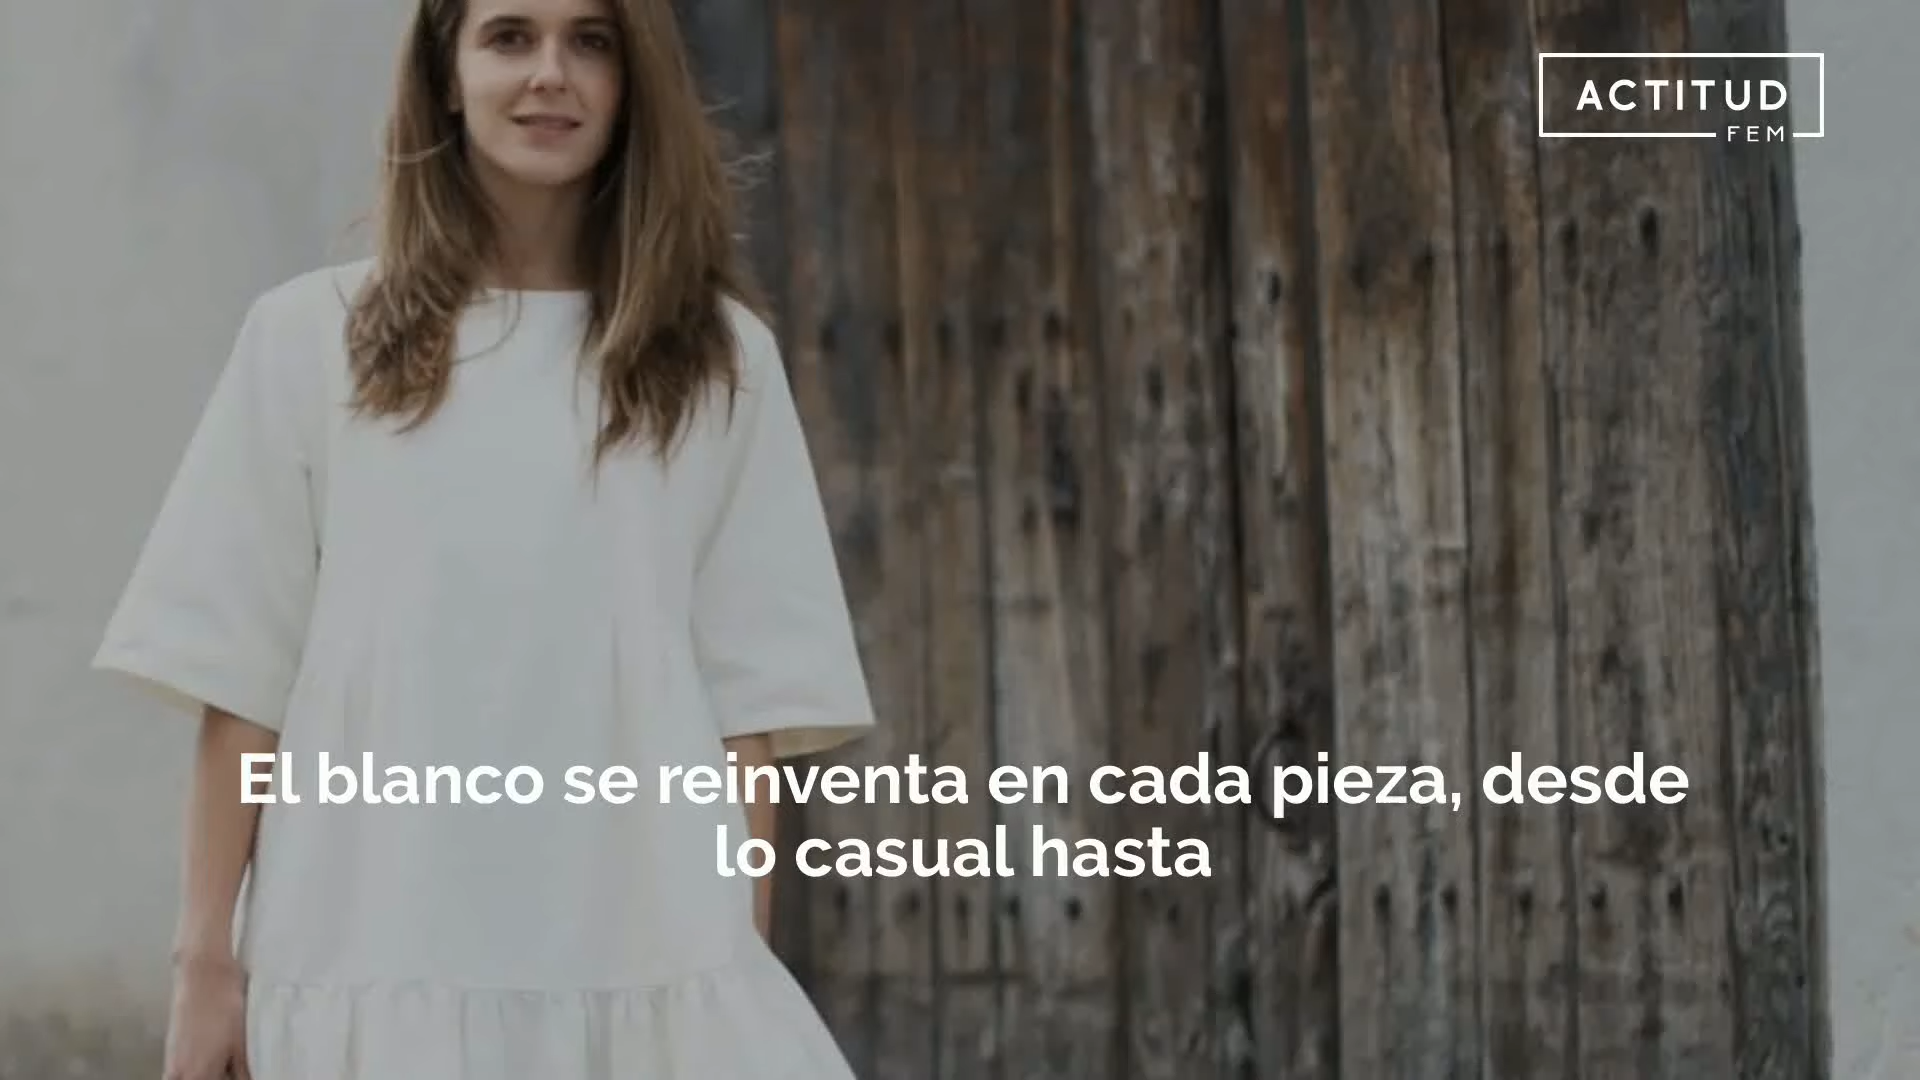 ACTITUD
FEM
El blanco se reinventa en cada pieza, desde
lo casual hasta